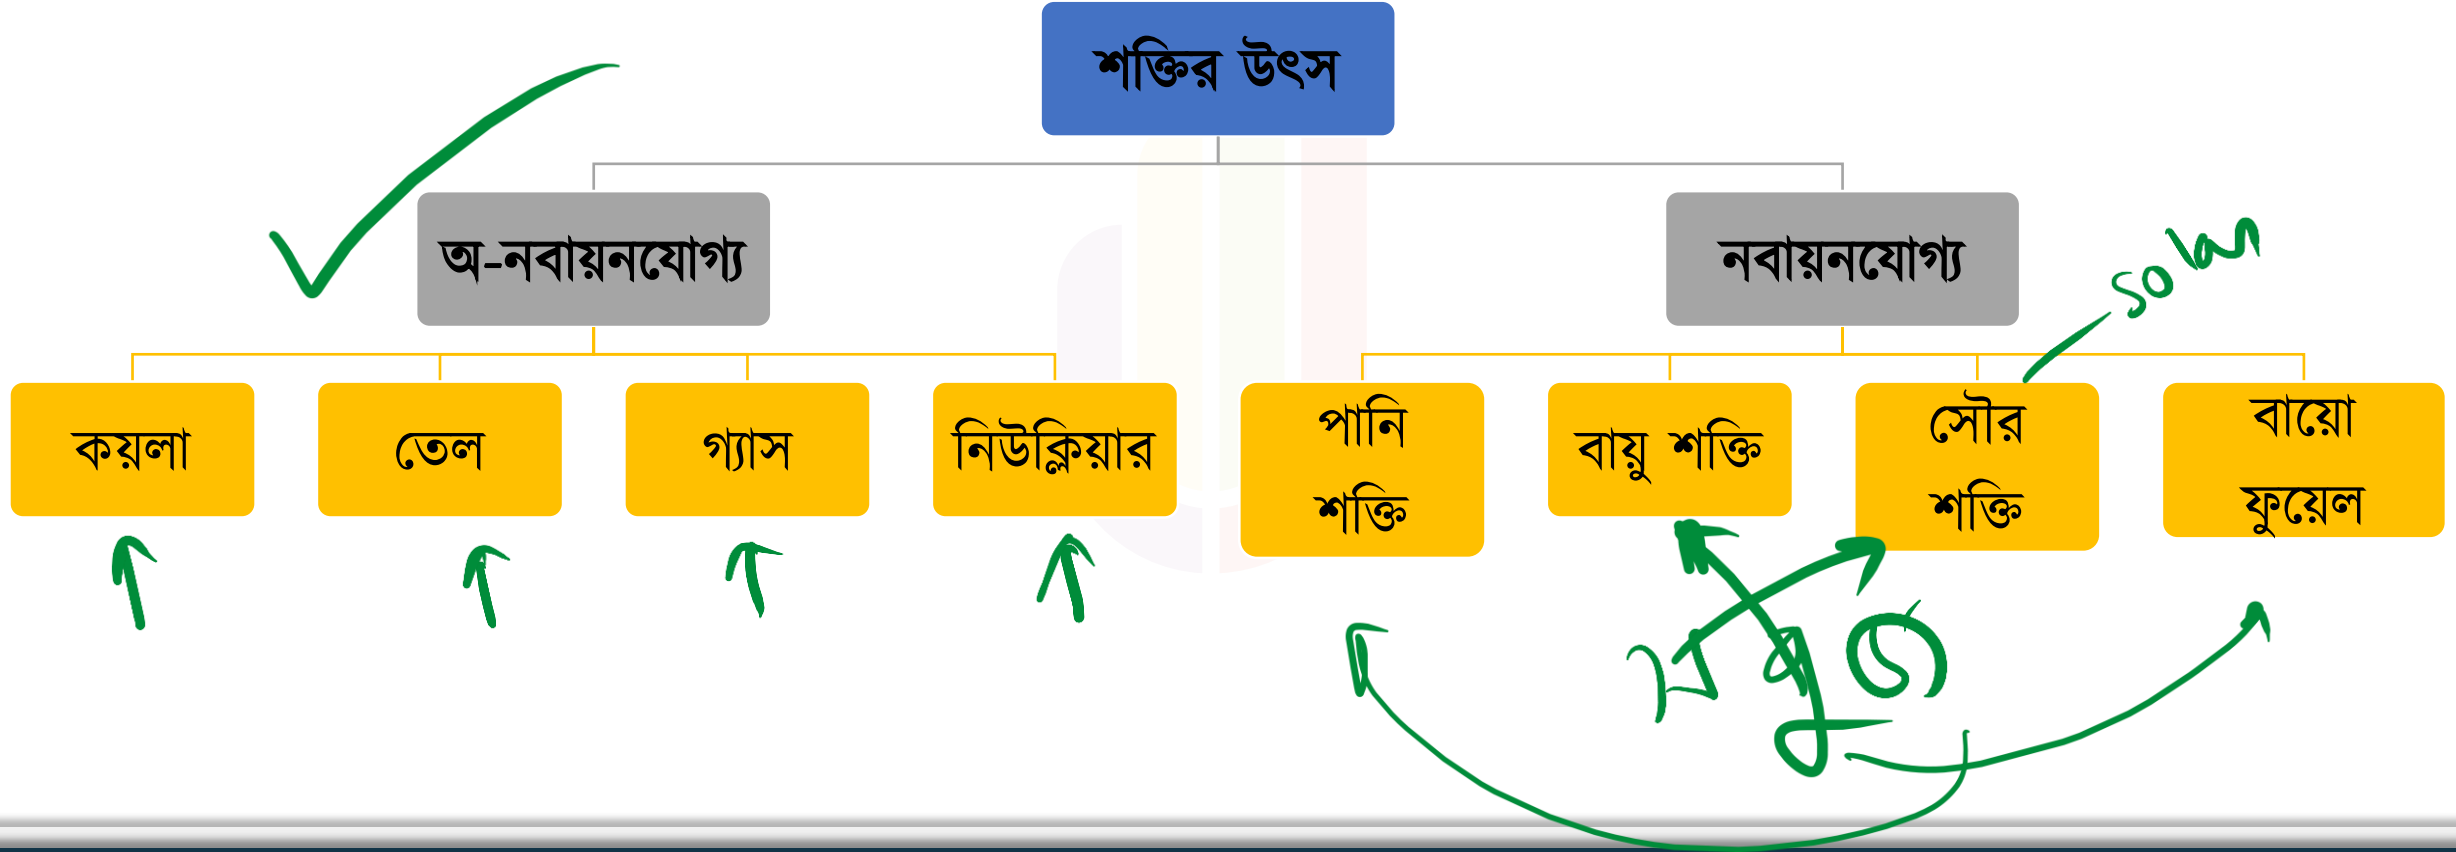 শক্তির উৎস
অ-নবায়নযোগ্য
নবায়নযোগ্য
solar
কয়লা
তেল
গ্যাস
নিউক্লিয়ার
পানি
শক্তি
বায়ু শক্তি
সৌর
শক্তি
বায়ো
ফুয়েল